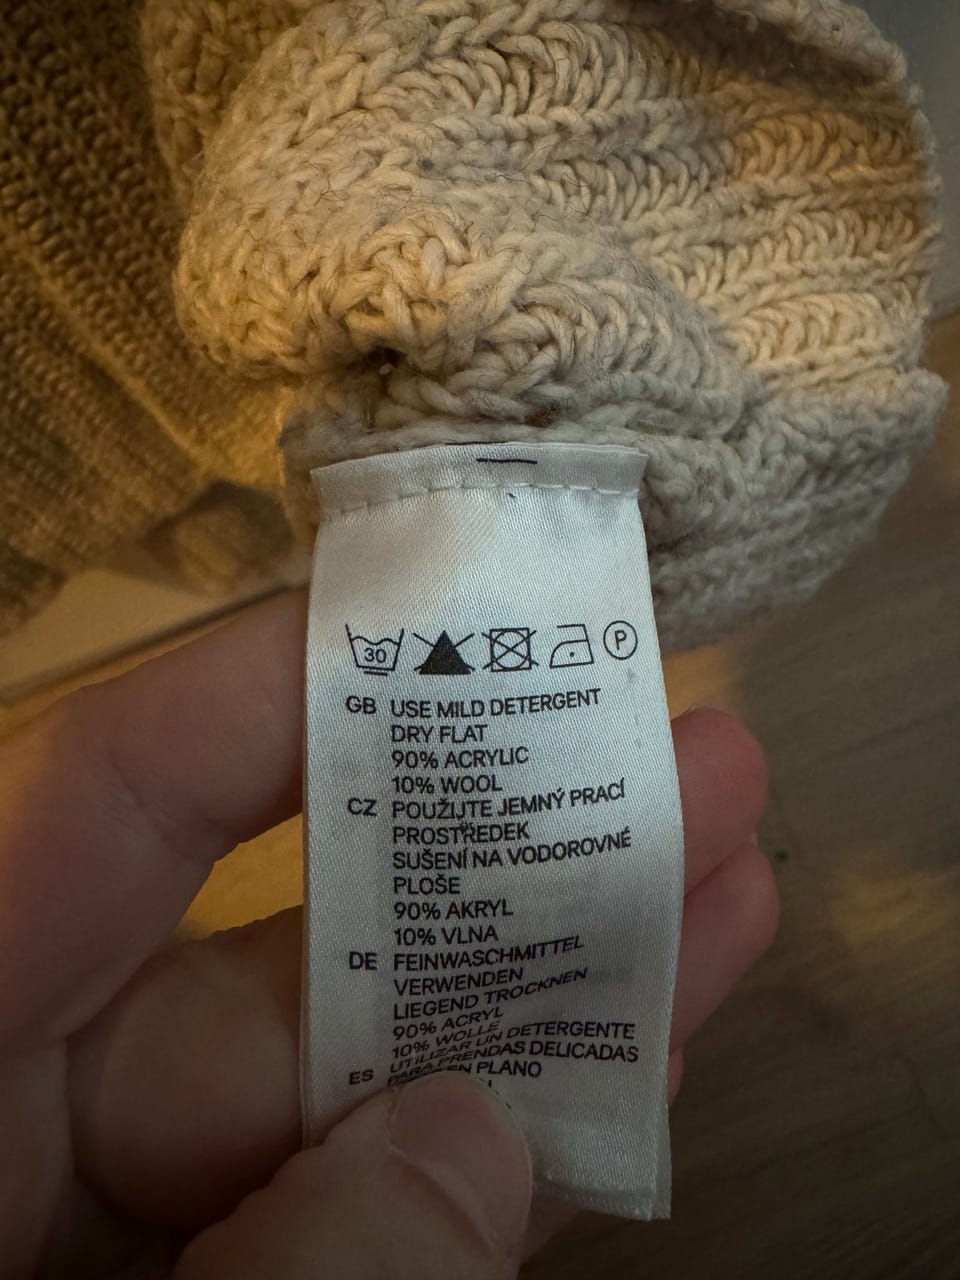 30 P
GB USE MILD DETERGENT
DRY FLAT
90% ACRYLIC
10% WOOL
CZ POUŽIJTE JEMNÝ PRACÍ
PROSTŘEDEK
SUŠENÍ NA VODOROVNÉ
PLOŠE
90% AKRYL
10% VLNA
DE FEINWASCHMITTEL
VERWENDEN
LIEGEND TROCKNEN
90% ACRYL
10% WOLLE
ES UTILIZAR UN DETERGENTE
PARA PRENDAS DELICADAS
EN PLANO